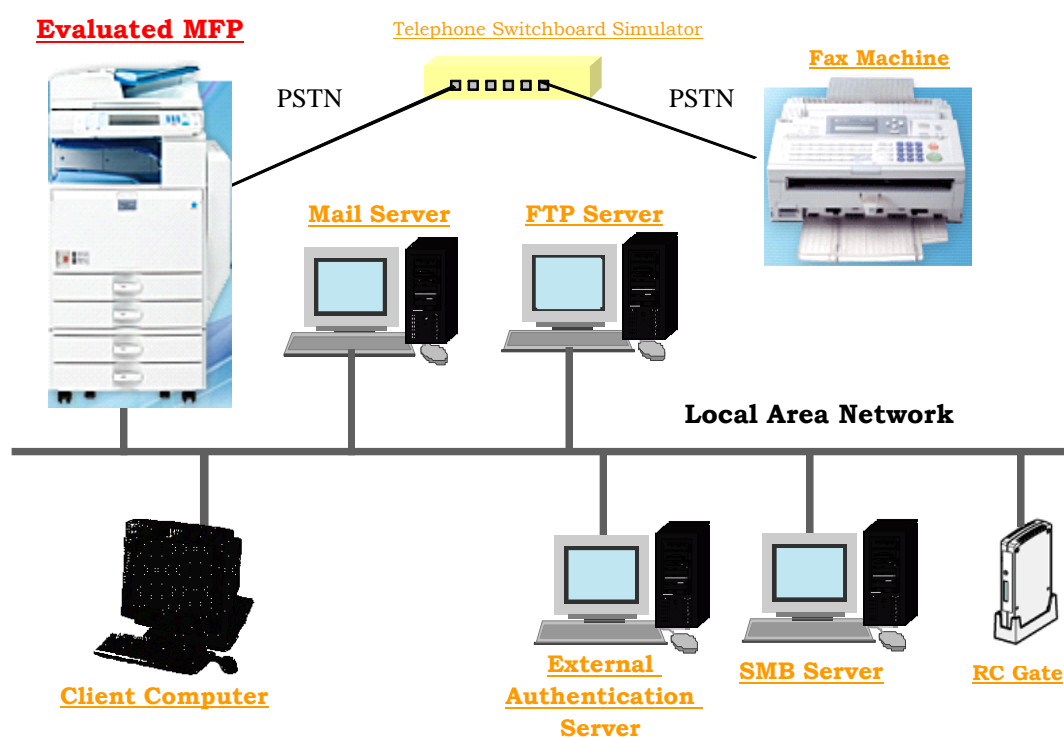 Evaluated MFP
Telephone Switchboard Simulator
Fax Machine
PSTN
PSTN
Mail Server
FTP Server
Local Area Network
External
Authentication
Server
SMB Server
RC Gate
Client Computer